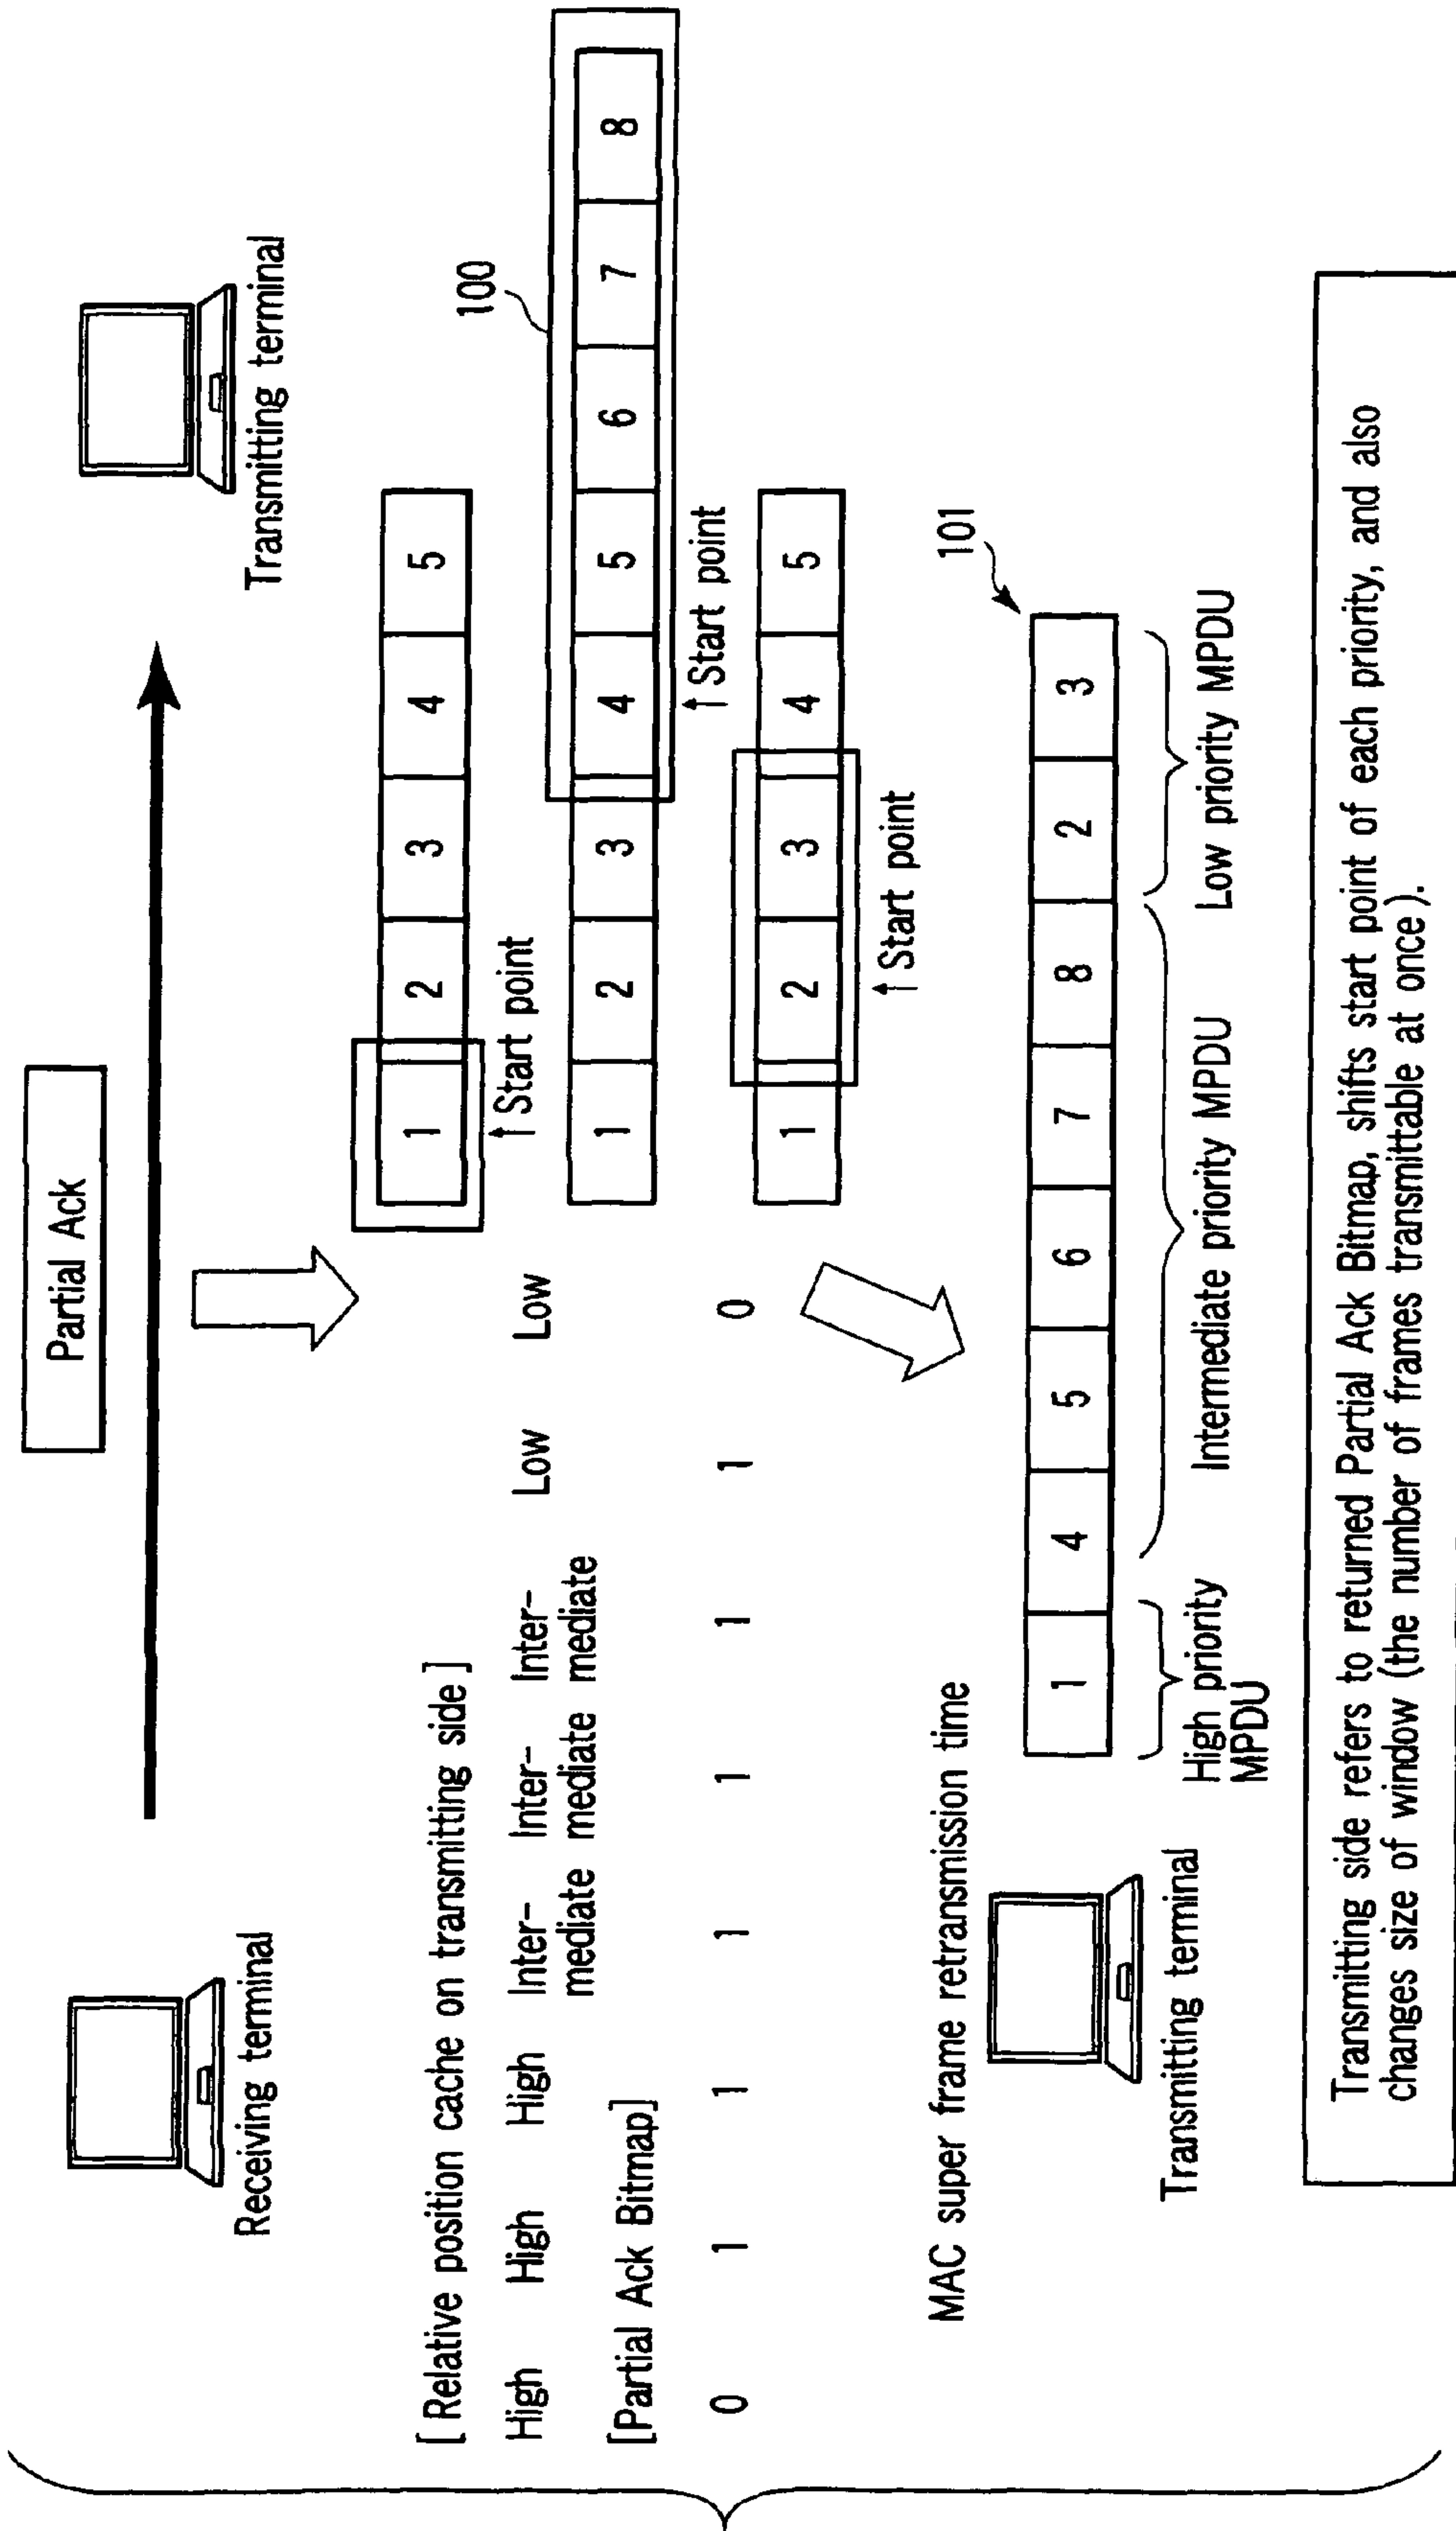 Partial Ack
Receiving terminal
Transmitting terminal
[Relative position cache on transmitting side]
High High High Inter- Inter- Inter- Low Low
mediate mediate mediate
[Partial Ack Bitmap]
0 1 1 1 1 1 1 0
1 2 3 4 5
↑Start point
100
1 2 3 4 5 6 7 8
↑Start point
1 2 3 4 5
↑Start point
MAC super frame retransmission time
Transmitting terminal
101
1 4 5 6 7 8 2 3
High priority
MPDU
Intermediate priority MPDU
Low priority MPDU
Transmitting side refers to returned Partial Ack Bitmap, shifts start point of each priority, and also
changes size of window (the number of frames transmittable at once).